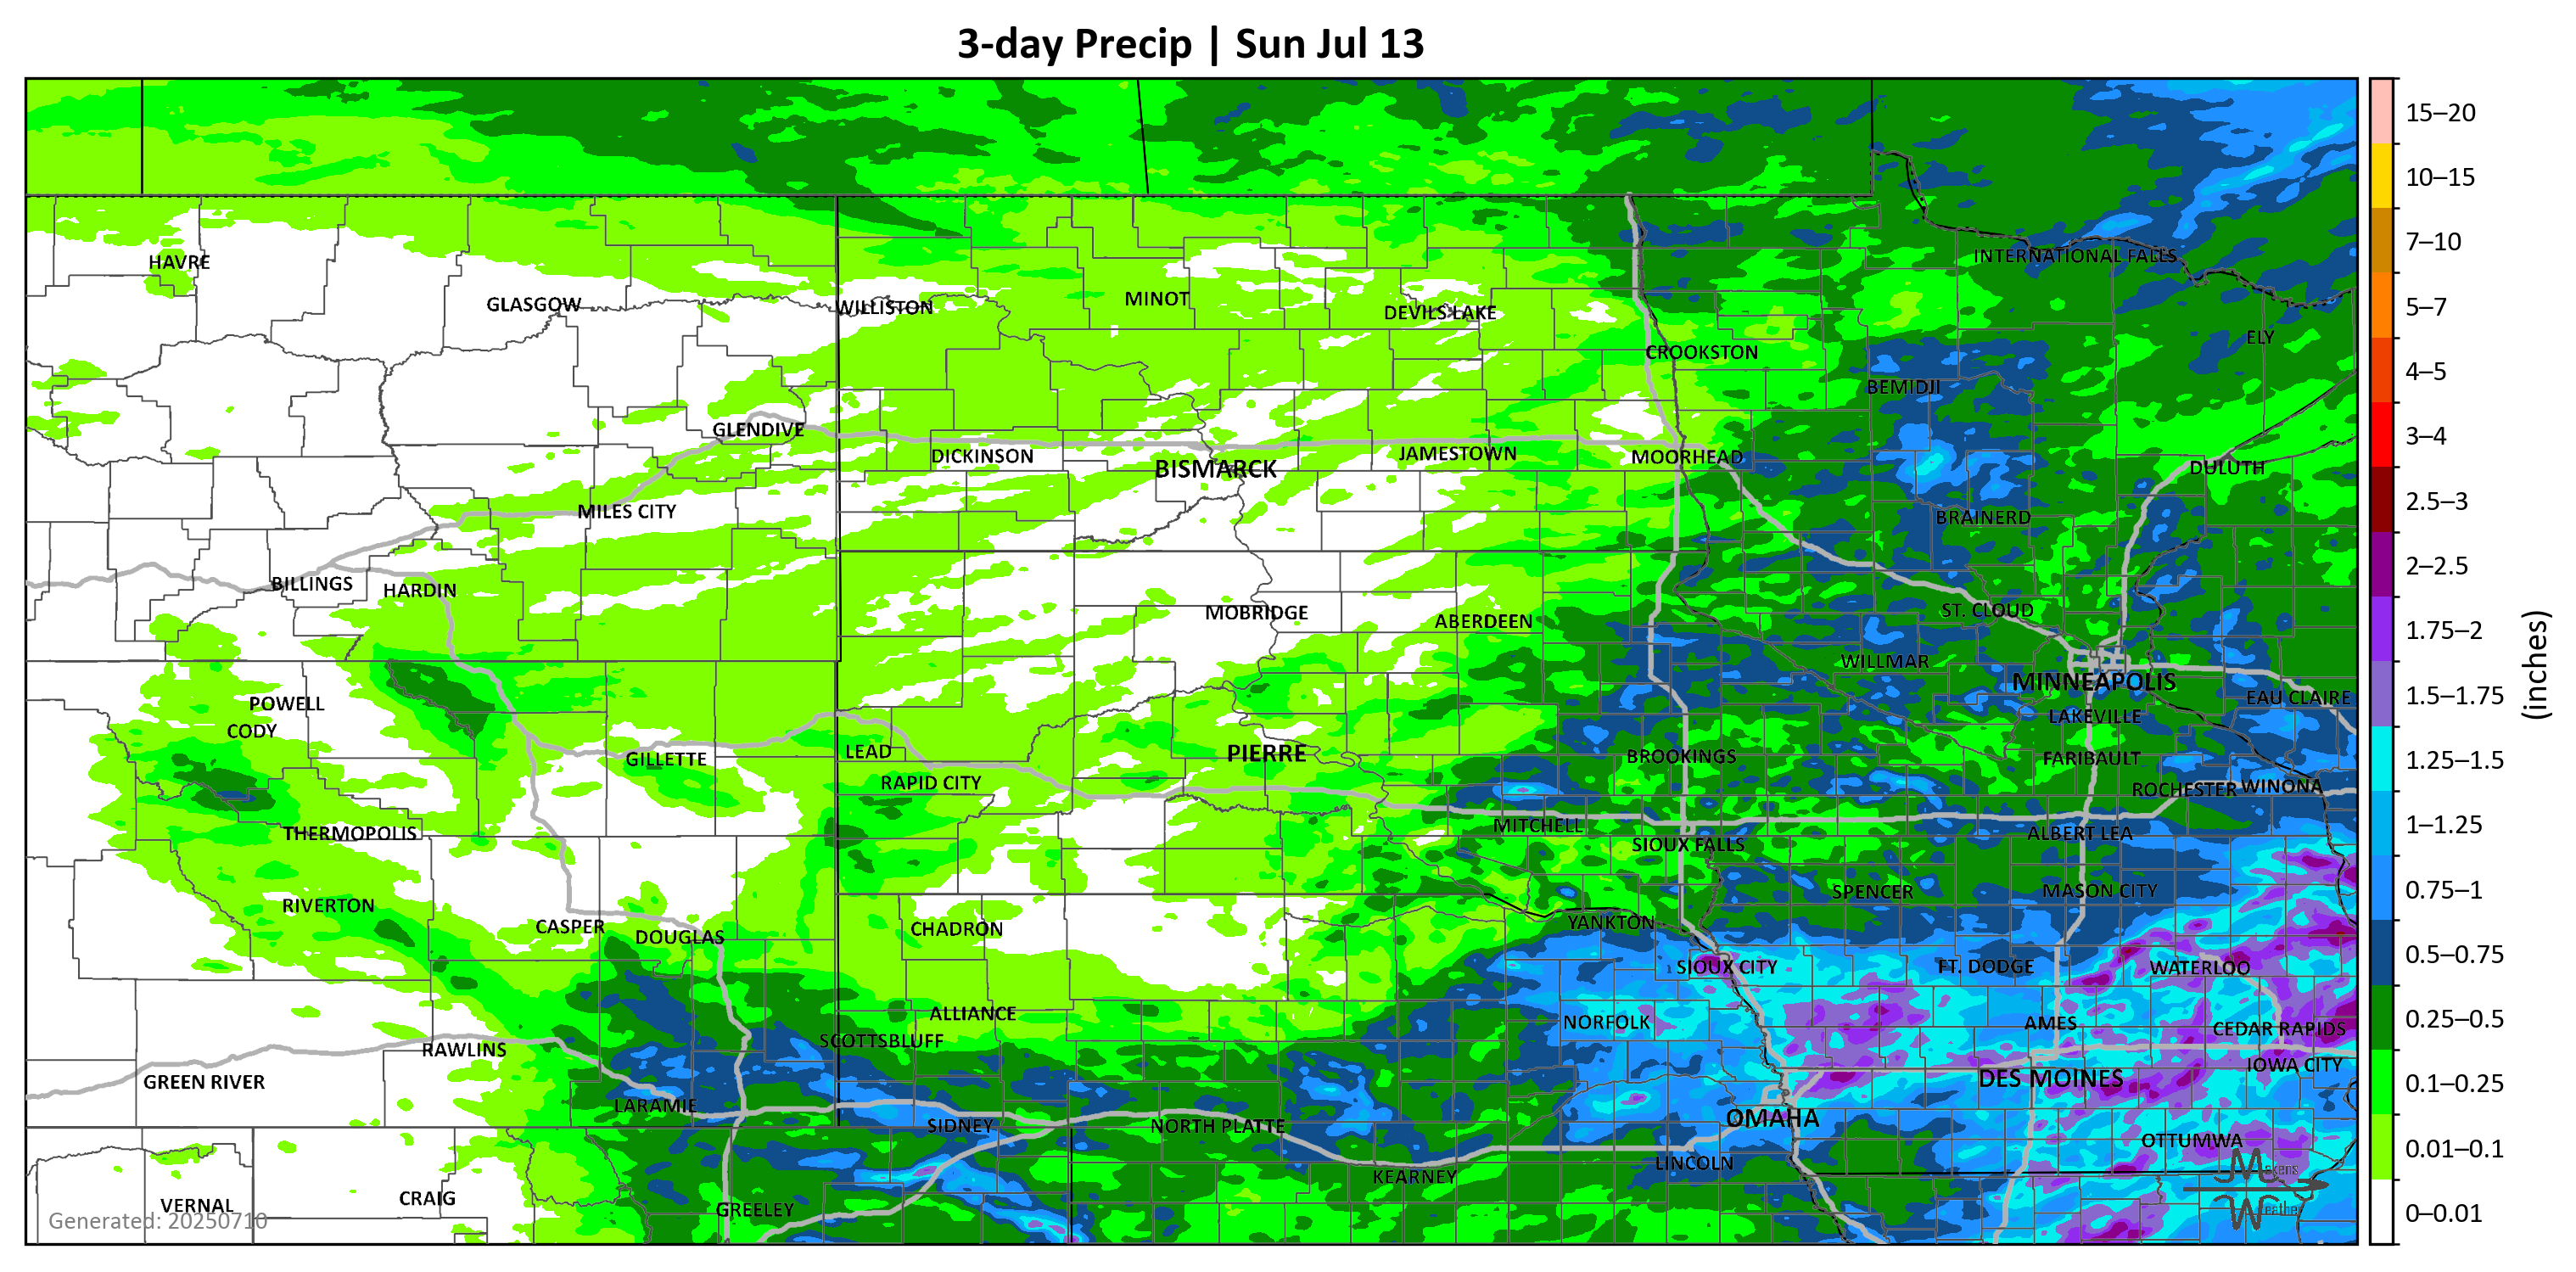 3-day Precip | Sun Jul 13
15–20
10–15
7–10
5–7
4–5
3–4
2.5–3
2–2.5
1.75–2
1.5–1.75
1.25–1.5
1–1.25
0.75–1
0.5–0.75
0.25–0.5
0.1–0.25
0.01–0.1
0–0.01
(inches)
INTERNATIONAL FALLS
HAVRE
GLASGOW
WILLISTON
MINOT
DEVILS LAKE
ELY
CROOKSTON
BEMIDJI
GLENDIVE
DICKINSON
BISMARCK
JAMESTOWN
MOORHEAD
DULUTH
MILES CITY
BRAINERD
BILLINGS
HARDIN
MOBRIDGE
ABERDEEN
ST. CLOUD
WILLMAR
MINNEAPOLIS
EAU CLAIRE
POWELL
CODY
LAKEVILLE
GILLETTE
LEAD
PIERRE
BROOKINGS
FARIBAULT
RAPID CITY
ROCHESTER
WINONA
THERMOPOLIS
MITCHELL
SIOUX FALLS
ALBERT LEA
RIVERTON
SPENCER
MASON CITY
CASPER
DOUGLAS
CHADRON
YANKTON
SIOUX CITY
FT. DODGE
WATERLOO
ALLIANCE
NORFOLK
AMES
CEDAR RAPIDS
RAWLINS
SCOTTSBLUFF
IOWA CITY
GREEN RIVER
DES MOINES
LARAMIE
SIDNEY
NORTH PLATTE
OMAHA
OTTUMWA
LINCOLN
KEARNEY
VERNAL
CRAIG
GREELEY
Makens
Weather
Generated: 20250710